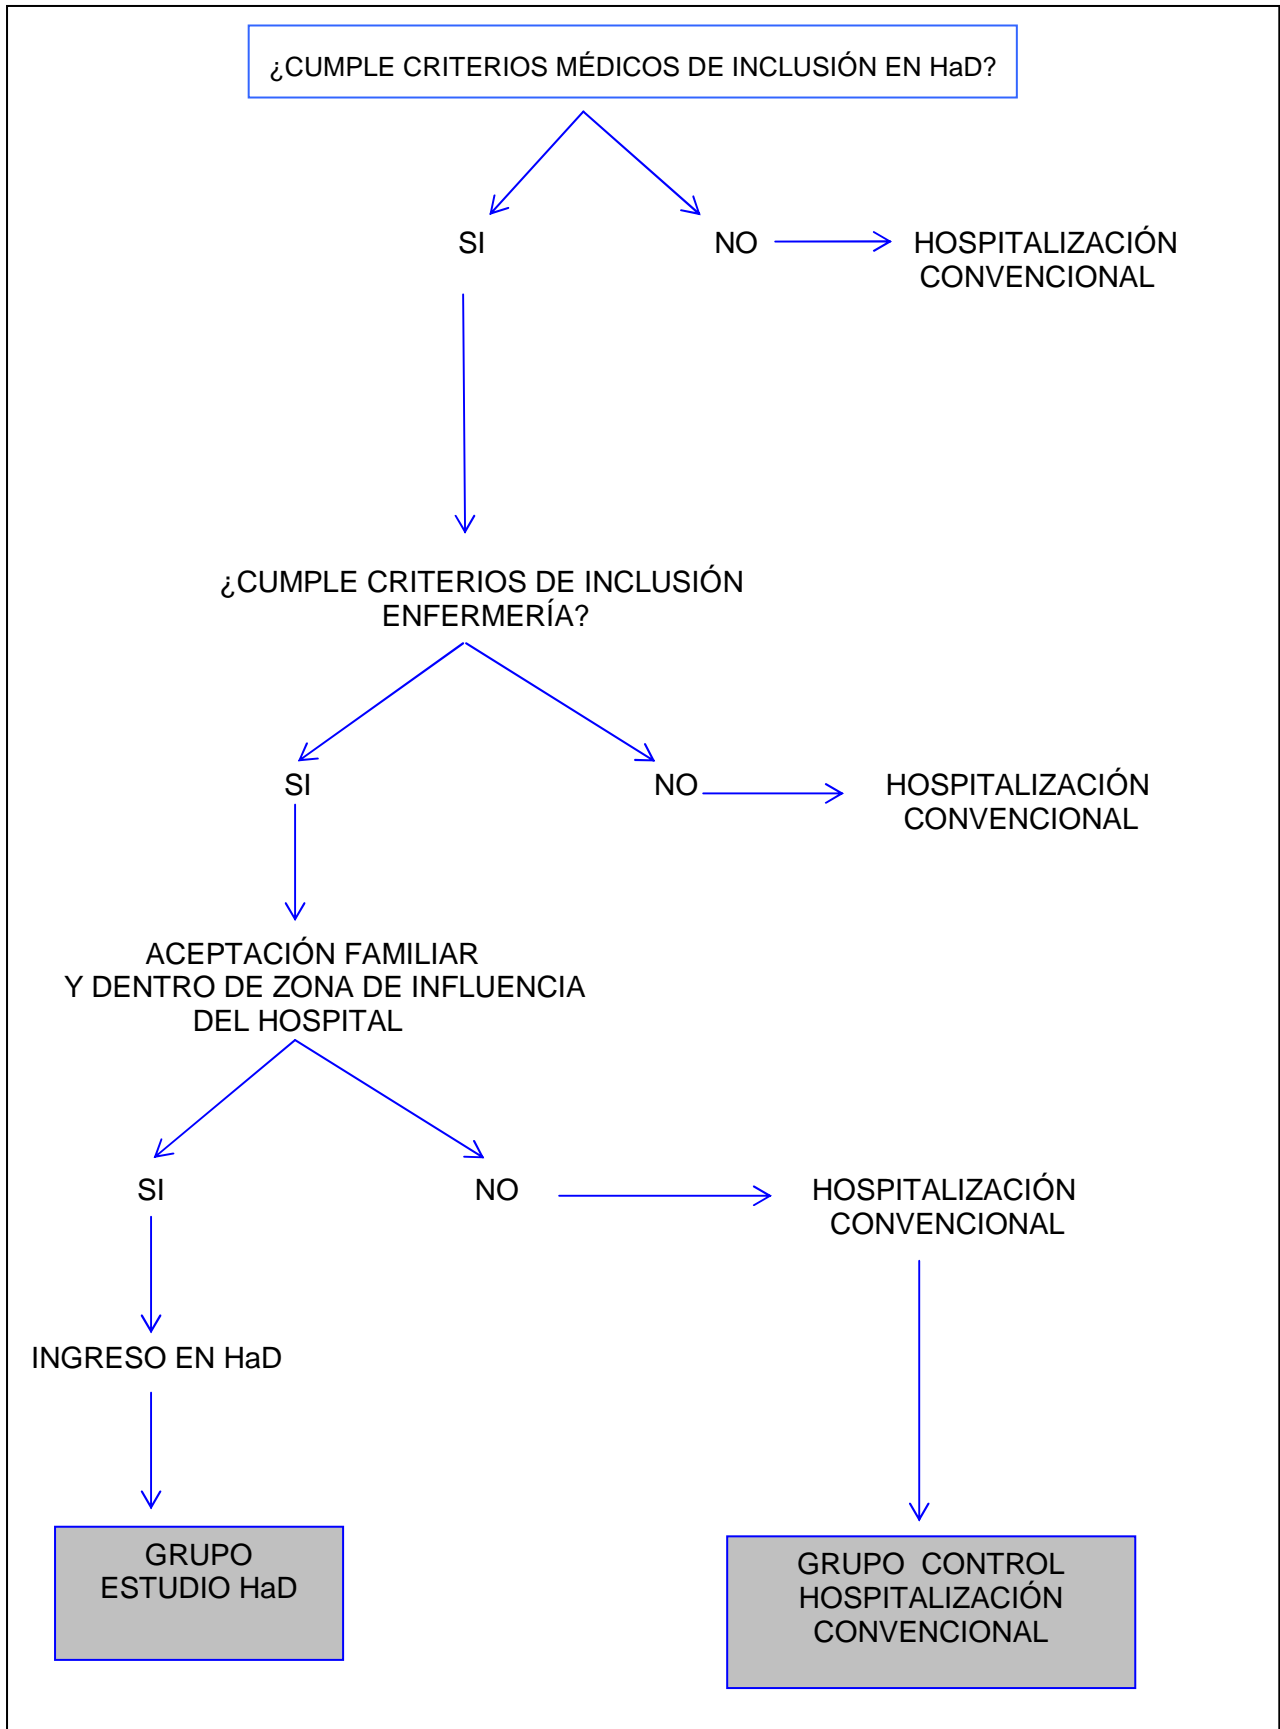 ¿CUMPLE CRITERIOS MÉDICOS DE INCLUSIÓN EN HaD?
SI
NO
HOSPITALIZACIÓN
CONVENCIONAL
¿CUMPLE CRITERIOS DE INCLUSIÓN
ENFERMERÍA?
SI
NO
HOSPITALIZACIÓN
CONVENCIONAL
ACEPTACIÓN FAMILIAR
Y DENTRO DE ZONA DE INFLUENCIA
DEL HOSPITAL
SI
NO
HOSPITALIZACIÓN
CONVENCIONAL
INGRESO EN HaD
GRUPO
ESTUDIO HaD
GRUPO CONTROL
HOSPITALIZACIÓN
CONVENCIONAL